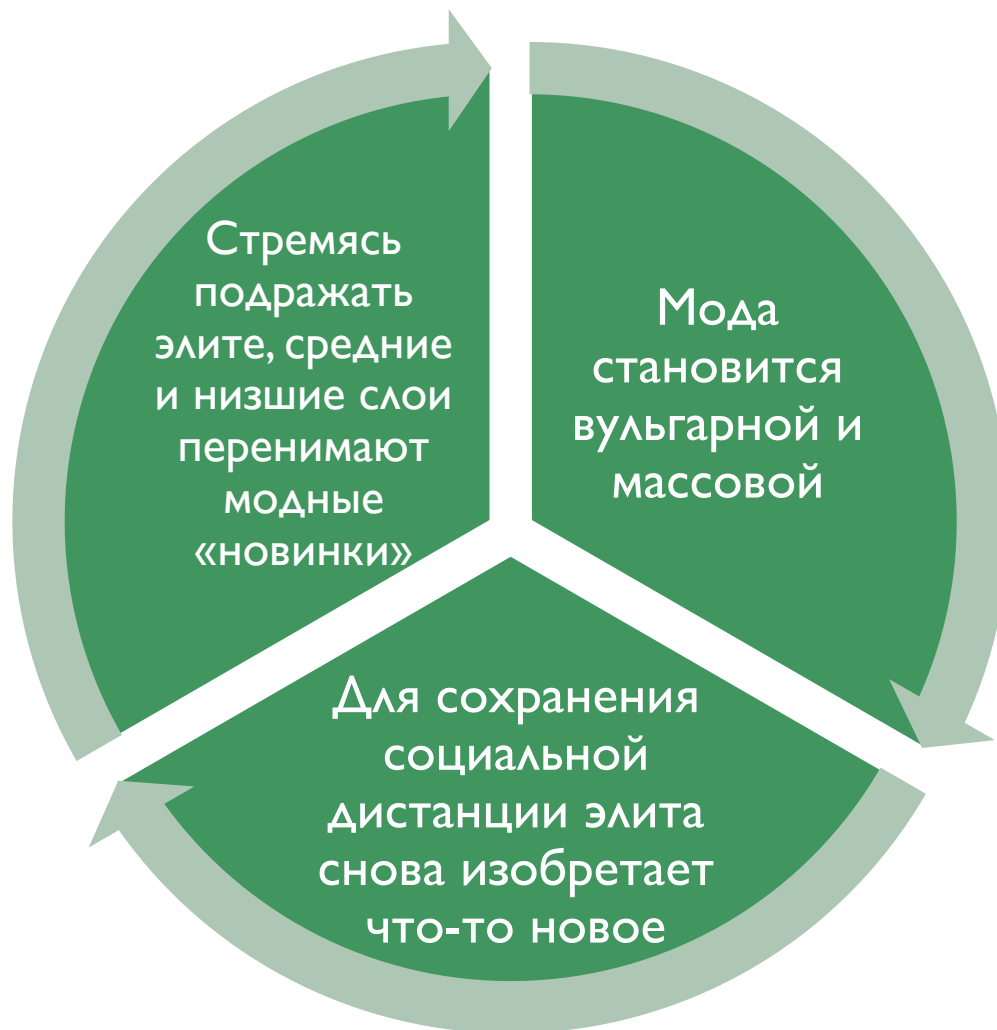 Стремясь
подражать
элите, средние
и низшие слои
перенимают
модные
«новинки»
Мода
становится
вульгарной и
массовой
Для сохранения
социальной
дистанции элита
снова изобретает
что-то новое